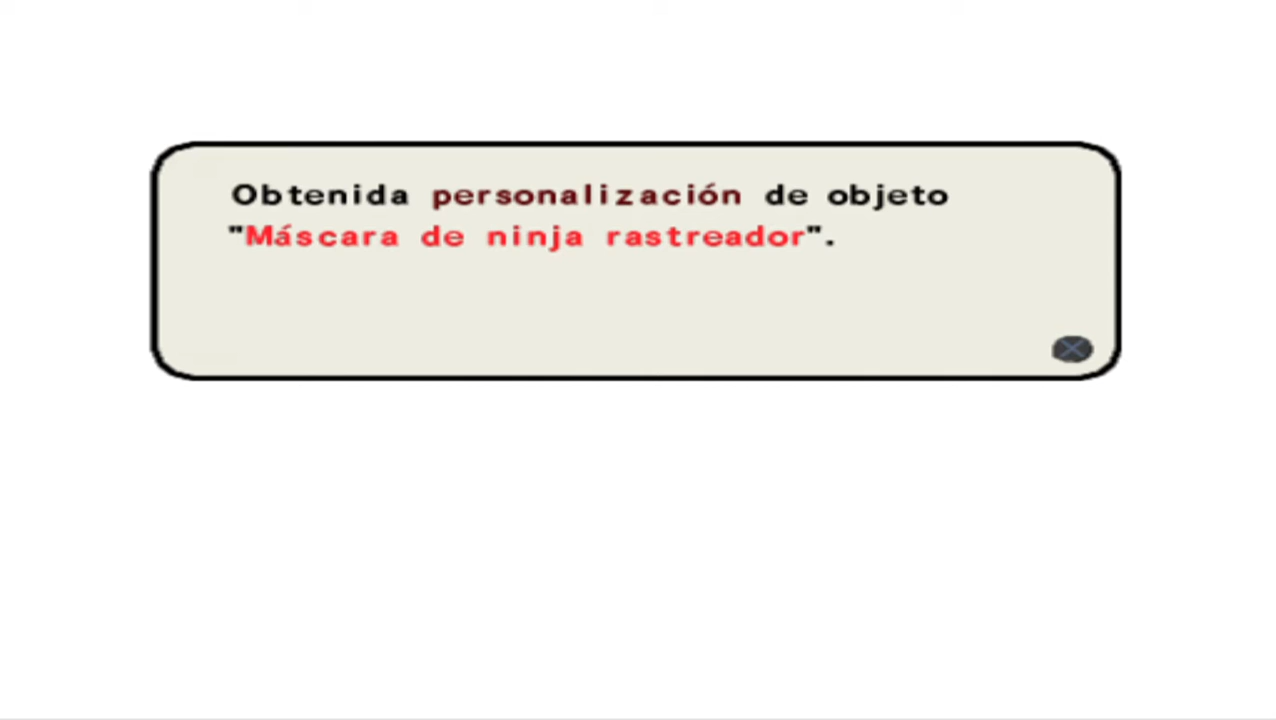 Obtenida personalización de objeto
"Máscara de ninja rastreador".